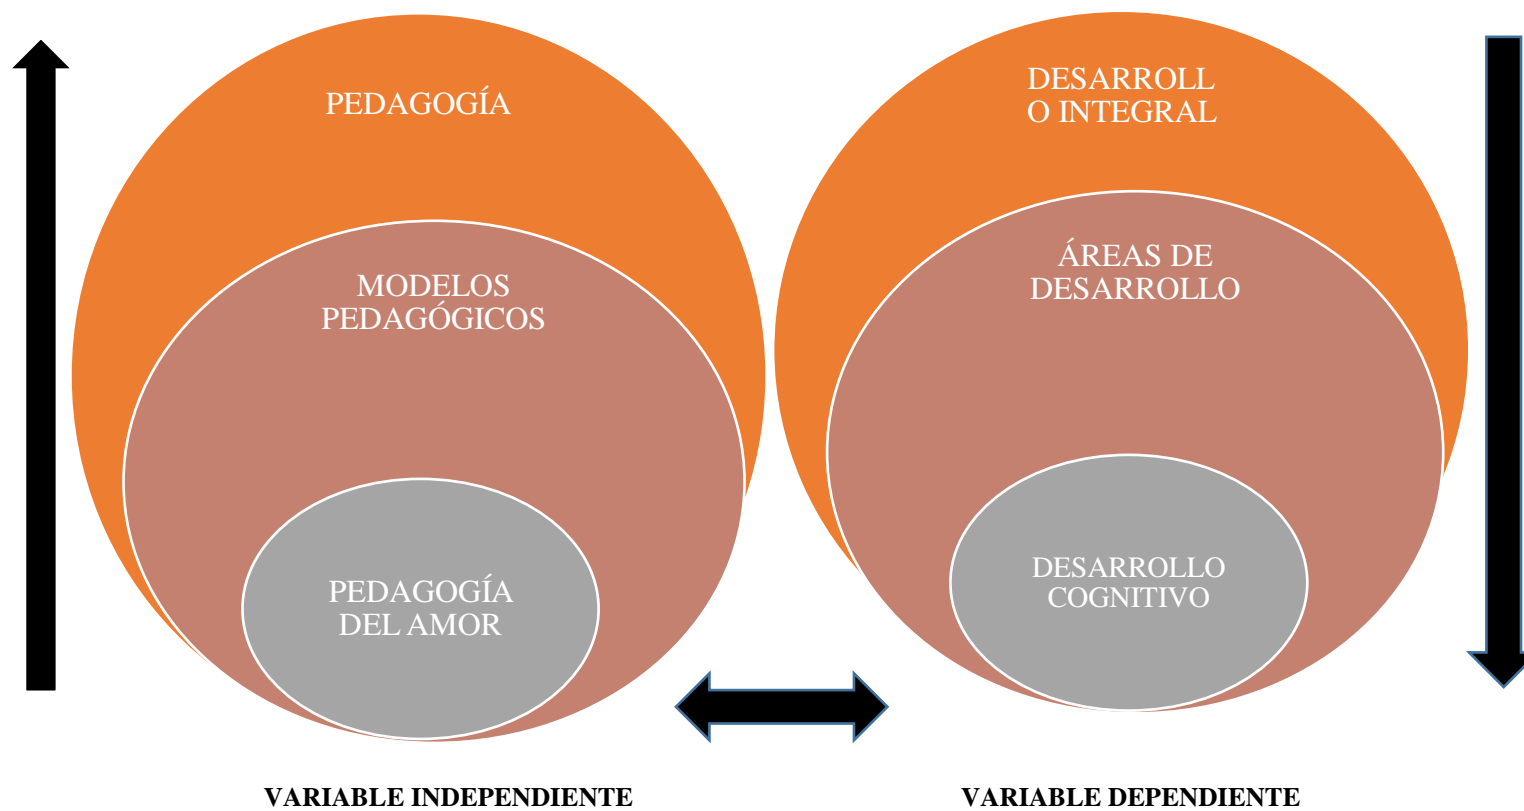 PEDAGOGÍA
MODELOS
PEDAGÓGICOS
PEDAGOGÍA
DEL AMOR
DESARROLL
O INTEGRAL
ÁREAS DE
DESARROLLO
DESARROLLO
COGNITIVO
VARIABLE INDEPENDIENTE
VARIABLE DEPENDIENTE